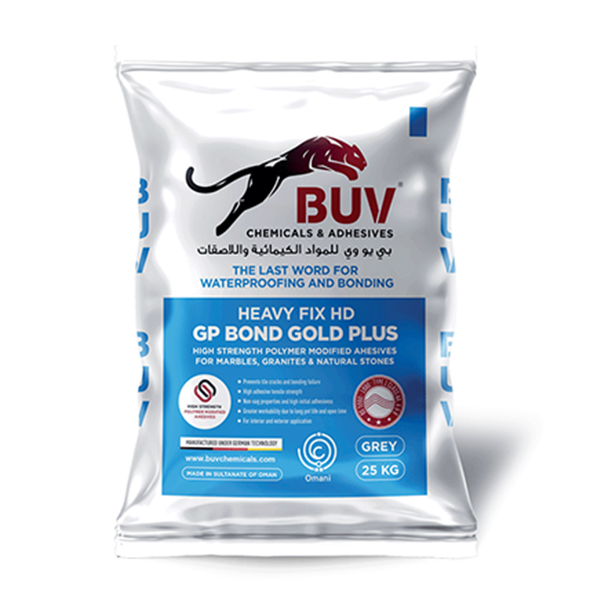 BUV®
CHEMICALS & ADHESIVES
بي يو وي للمواد الكيمائية واللاصقات
THE LAST WORD FOR
WATERPROOFING AND BONDING
HEAVY FIX HD
GP BOND GOLD PLUS
HIGH STRENGTH POLYMER MODIFIED AHESIVES
FOR MARBLES, GRANITES & NATURAL STONES
HIGH STRENGTH
POLYMER MODIFIED
AHESIVES
• Prevents tile cracks and bonding failure
• High adhesive tensile strength
• Non-sag properties and high initial adhesiveness
• Greater workability due to long pot life and open time
• For interior and exterior application
MANUFACTURED UNDER GERMAN TECHNOLOGY
www.buvchemicals.com
MADE IN SULTANATE OF OMAN
Omani
GREY
25 KG
B
U
V
B
U
V
B
U
V
B
U
V